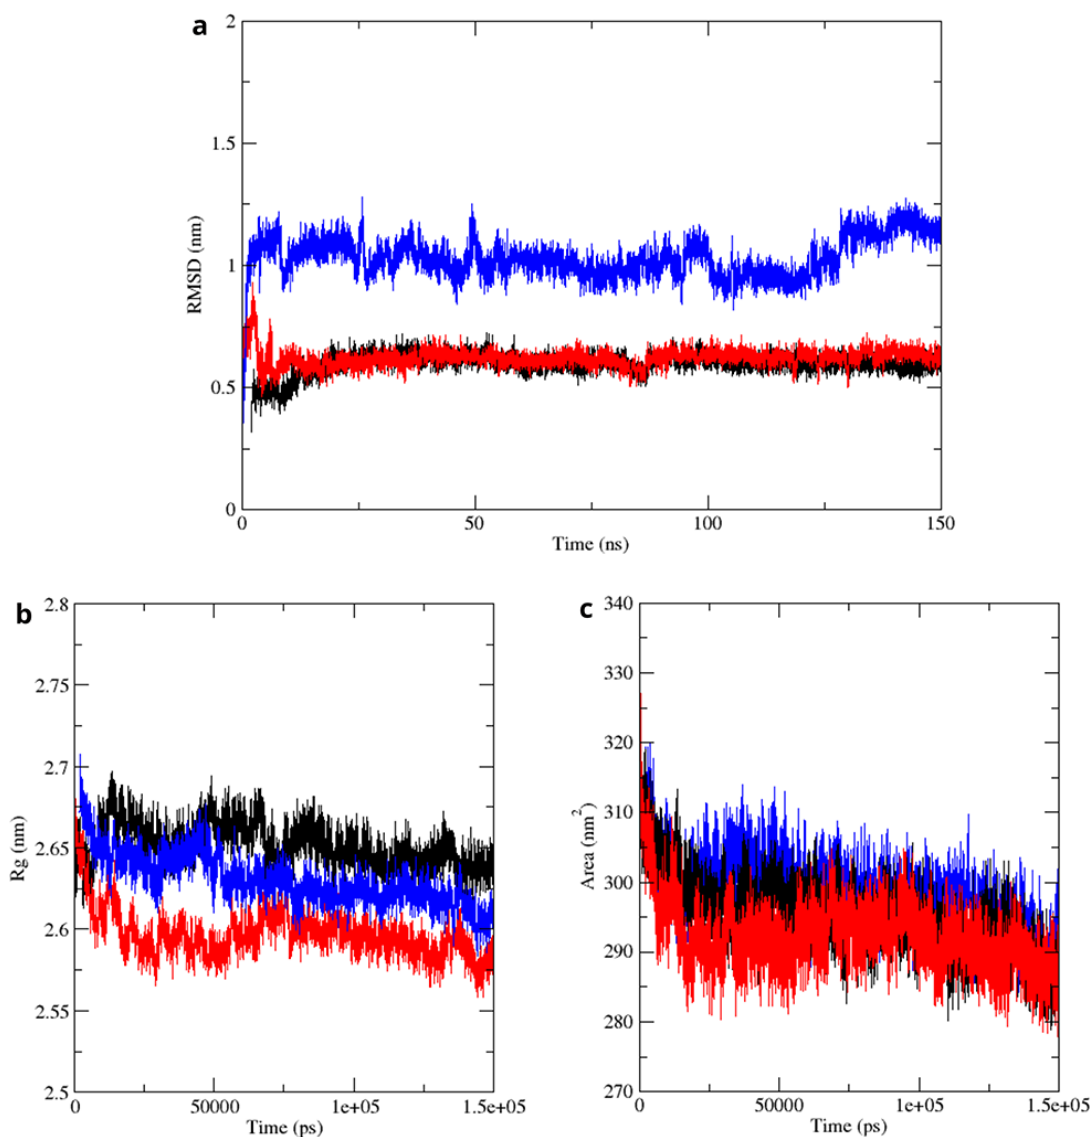 a
2
1.5
1
0.5
0
RMSD (nm)
0 50 100 150
Time (ns)
b
2.8
2.75
2.7
2.65
2.6
2.55
2.5
Rg (nm)
0 50000 1e+05 1.5e+05
Time (ps)
c
340
330
320
310
300
290
280
270
Area (nm²)
0 50000 1e+05 1.5e+05
Time (ps)